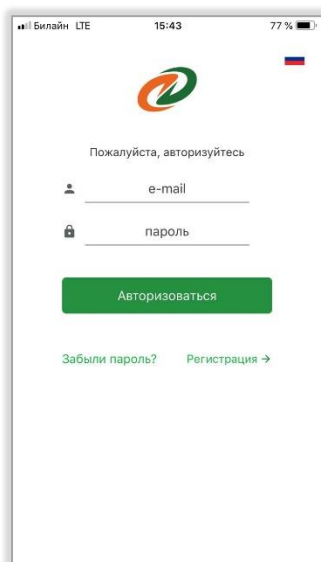 Билайн LTE 15:43 77 %
Пожалуйста, авторизуйтесь
e-mail
пароль
Авторизоваться
Забыли пароль? Регистрация →